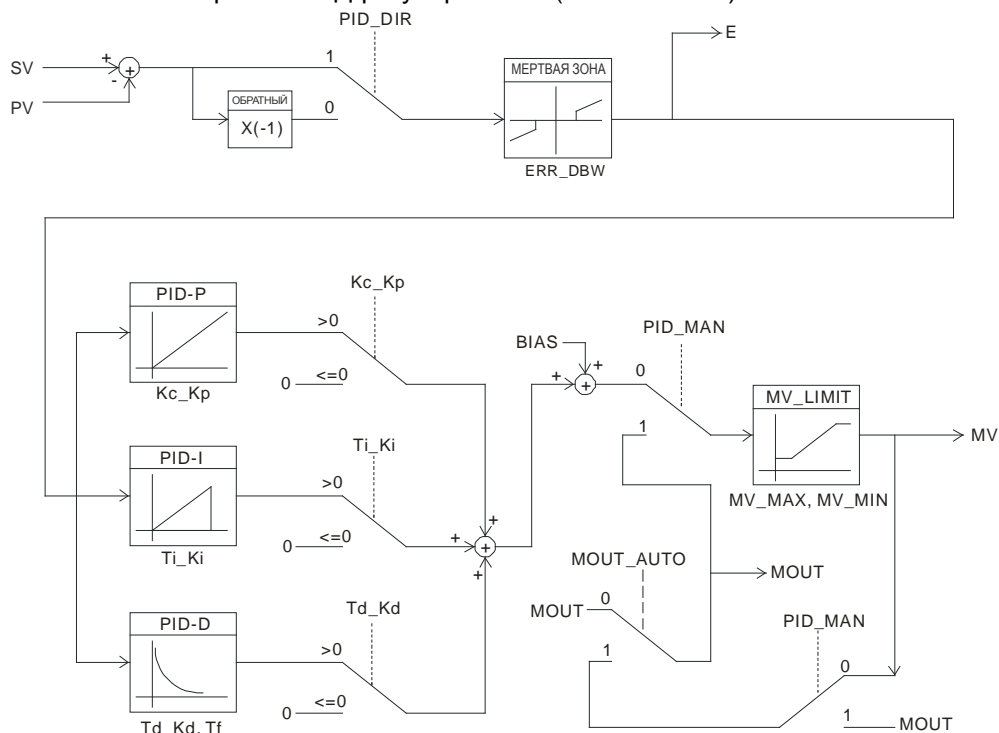 PID_DIR
E
SV
+
+
-
PV
1
0
ОБРАТНЫЙ
X(-1)
МЕРТВАЯ ЗОНА
ERR_DBW
PID-P
Kc_Kp
Kc_Kp
>0
0
<=0
PID-I
Ti_Ki
Ti_Ki
>0
0
<=0
PID-D
Td_Kd, Tf
Td_Kd
>0
0
<=0
+
+
+
+
BIAS
+
+
+
PID_MAN
0
1
MV_LIMIT
MV_MAX, MV_MIN
MV
MOUT_AUTO
MOUT
0
1
MOUT
PID_MAN
0
1
MOUT